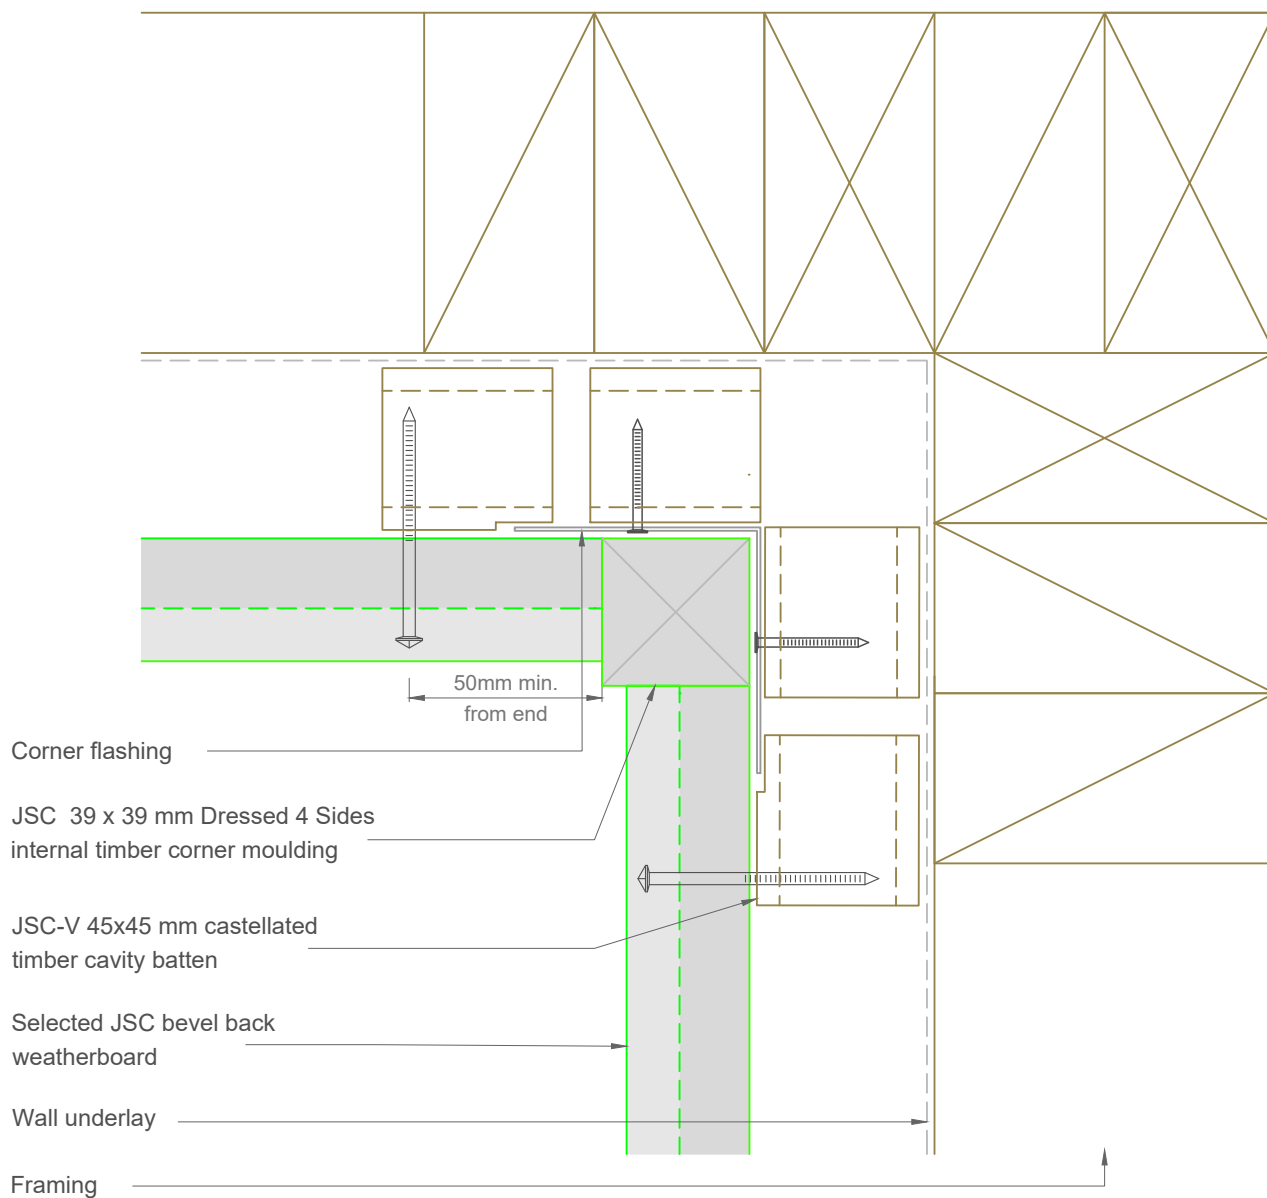 50mm min.
from end
Corner flashing
JSC  39 x 39 mm Dressed 4 Sides
internal timber corner moulding
JSC-V 45x45 mm castellated
timber cavity batten
Selected JSC bevel back
weatherboard
Wall underlay
Framing